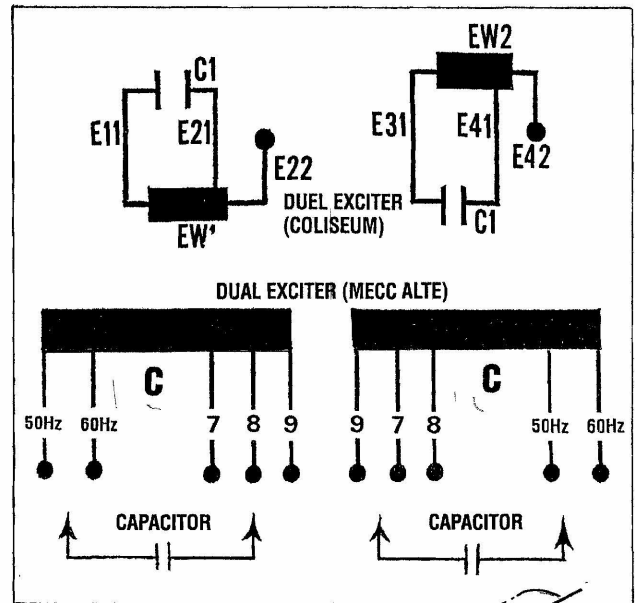 C1
E11
E21
E22
EW'
EW2
E31
E41
E42
C1
DUEL EXCITER
(COLISEUM)
DUAL EXCITER (MECC ALTE)
C
50Hz 60Hz 7 8 9
CAPACITOR
C
9 7 8 50Hz 60Hz
CAPACITOR